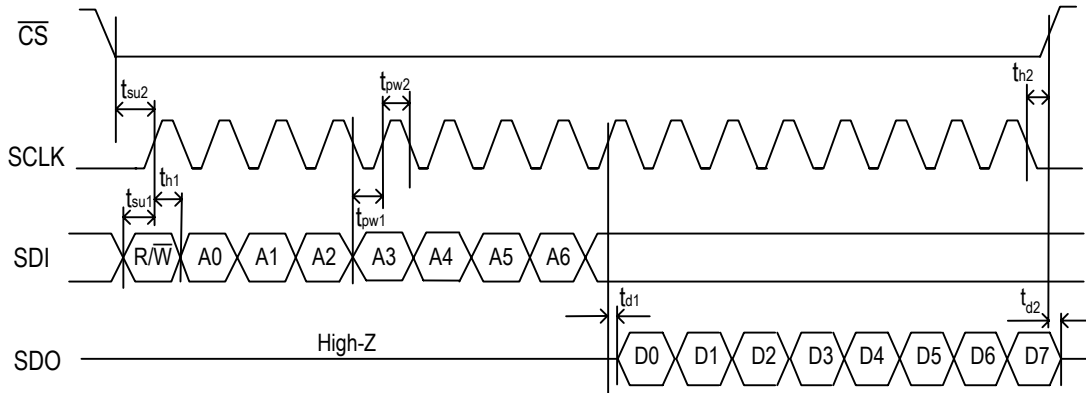 C̅S̅
tsu2
tpw2
th2
SCLK
tsu1
th1
tpw1
SDI
R/W̅
A0
A1
A2
A3
A4
A5
A6
td1
td2
SDO
High-Z
D0
D1
D2
D3
D4
D5
D6
D7